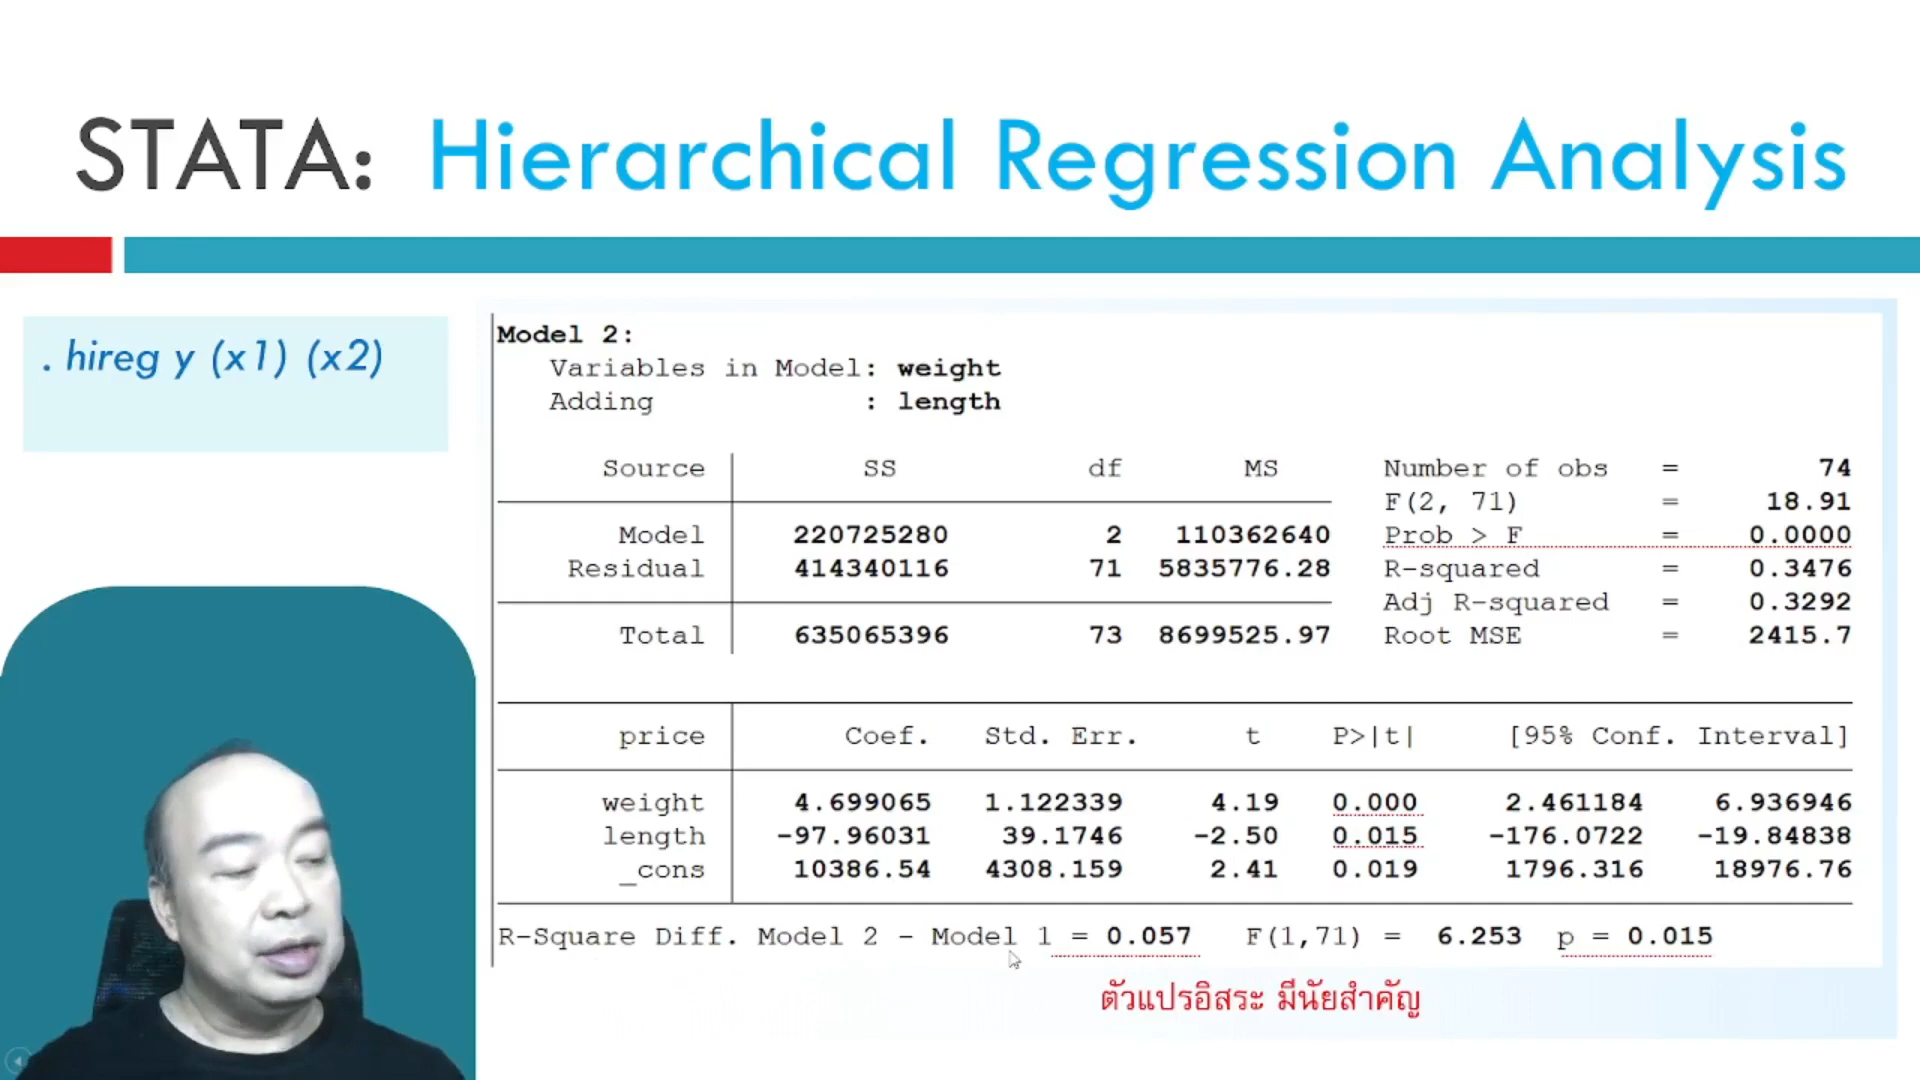 STATA: Hierarchical Regression Analysis
. hireg y (x1) (x2)
Model 2:
Variables in Model: weight
Adding : length
Source SS df MS
Model 220725280 2 110362640
Residual 414340116 71 5835776.28
Total 635065396 73 8699525.97
Number of obs = 74
F(2, 71) = 18.91
Prob > F = 0.0000
R-squared = 0.3476
Adj R-squared = 0.3292
Root MSE = 2415.7
price Coef. Std. Err. t P>|t| [95% Conf. Interval]
weight 4.699065 1.122339 4.19 0.000 2.461184 6.936946
length -97.96031 39.1746 -2.50 0.015 -176.0722 -19.84838
_cons 10386.54 4308.159 2.41 0.019 1796.316 18976.76
R-Square Diff. Model 2 - Model 1 = 0.057 F(1,71) = 6.253 p = 0.015
ตัวแปรอิสระ มีนัยสำคัญ